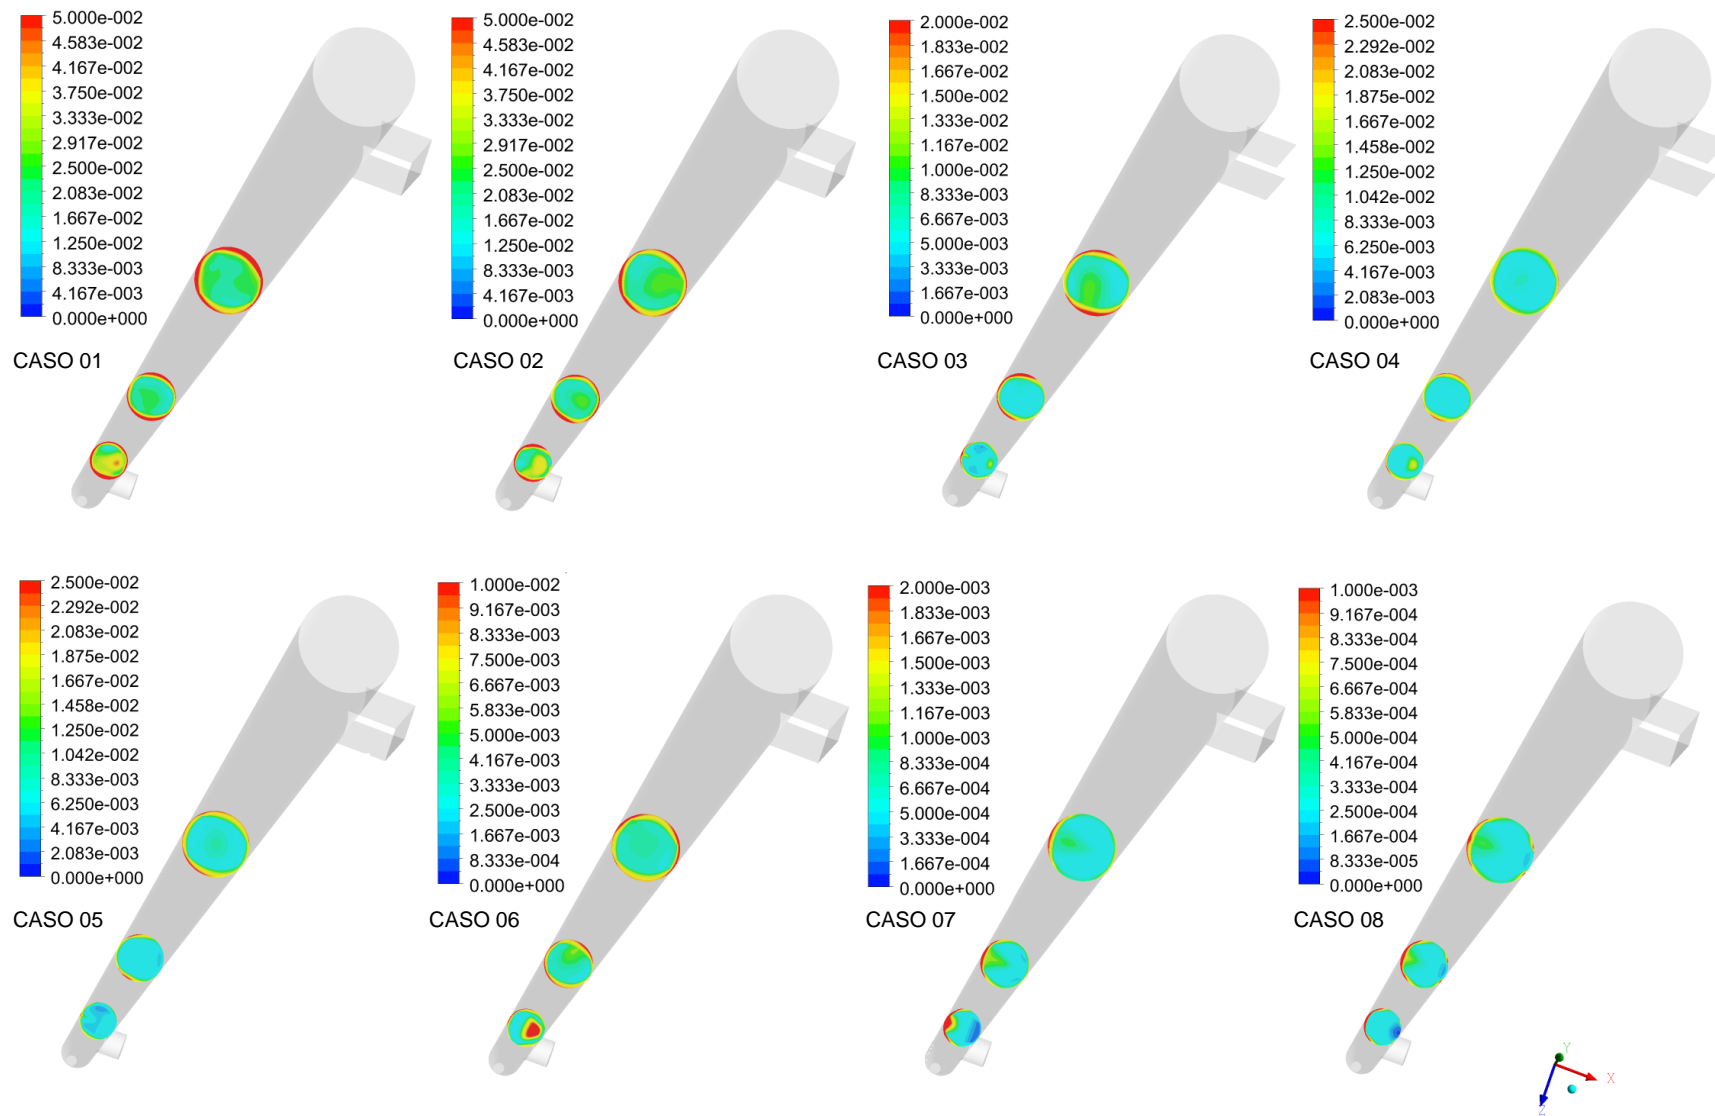 5.000e-002
4.583e-002
4.167e-002
3.750e-002
3.333e-002
2.917e-002
2.500e-002
2.083e-002
1.667e-002
1.250e-002
8.333e-003
4.167e-003
0.000e+000
CASO 01
5.000e-002
4.583e-002
4.167e-002
3.750e-002
3.333e-002
2.917e-002
2.500e-002
2.083e-002
1.667e-002
1.250e-002
8.333e-003
4.167e-003
0.000e+000
CASO 02
2.000e-002
1.833e-002
1.667e-002
1.500e-002
1.333e-002
1.167e-002
1.000e-002
8.333e-003
6.667e-003
5.000e-003
3.333e-003
1.667e-003
0.000e+000
CASO 03
2.500e-002
2.292e-002
2.083e-002
1.875e-002
1.667e-002
1.458e-002
1.250e-002
1.042e-002
8.333e-003
6.250e-003
4.167e-003
2.083e-003
0.000e+000
CASO 04
2.500e-002
2.292e-002
2.083e-002
1.875e-002
1.667e-002
1.458e-002
1.250e-002
1.042e-002
8.333e-003
6.250e-003
4.167e-003
2.083e-003
0.000e+000
CASO 05
1.000e-002
9.167e-003
8.333e-003
7.500e-003
6.667e-003
5.833e-003
5.000e-003
4.167e-003
3.333e-003
2.500e-003
1.667e-003
8.333e-004
0.000e+000
CASO 06
2.000e-003
1.833e-003
1.667e-003
1.500e-003
1.333e-003
1.167e-003
1.000e-003
8.333e-004
6.667e-004
5.000e-004
3.333e-004
1.667e-004
0.000e+000
CASO 07
1.000e-003
9.167e-004
8.333e-004
7.500e-004
6.667e-004
5.833e-004
5.000e-004
4.167e-004
3.333e-004
2.500e-004
1.667e-004
8.333e-005
0.000e+000
CASO 08
Y
X
Z